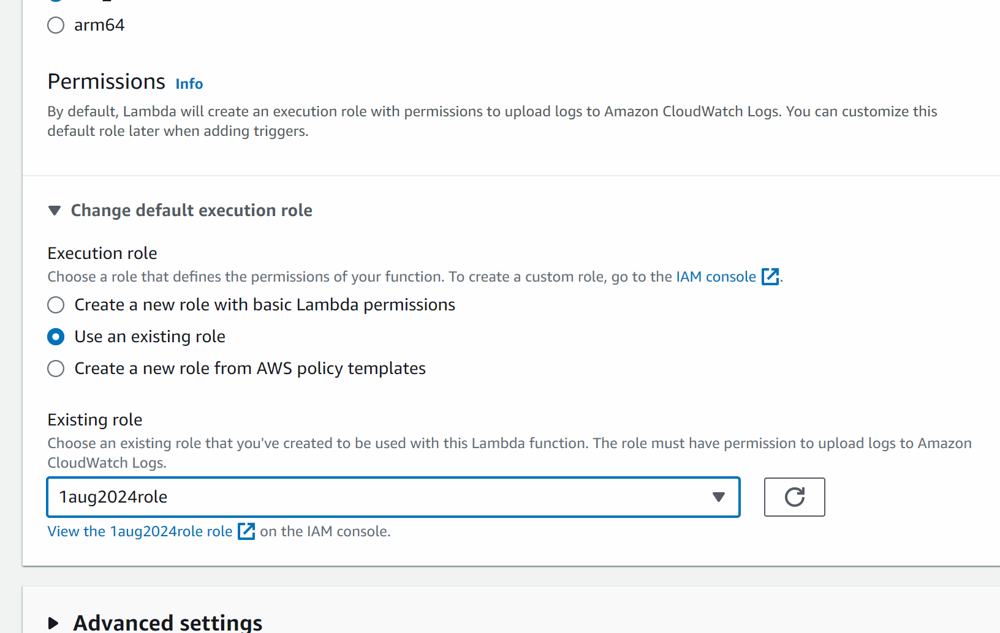 arm64
Permissions Info
By default, Lambda will create an execution role with permissions to upload logs to Amazon CloudWatch Logs. You can customize this
default role later when adding triggers.
Change default execution role
Execution role
Choose a role that defines the permissions of your function. To create a custom role, go to the IAM console.
Create a new role with basic Lambda permissions
Use an existing role
Create a new role from AWS policy templates
Existing role
Choose an existing role that you've created to be used with this Lambda function. The role must have permission to upload logs to Amazon
CloudWatch Logs.
1aug2024role
View the 1aug2024role role on the IAM console.
Advanced settings